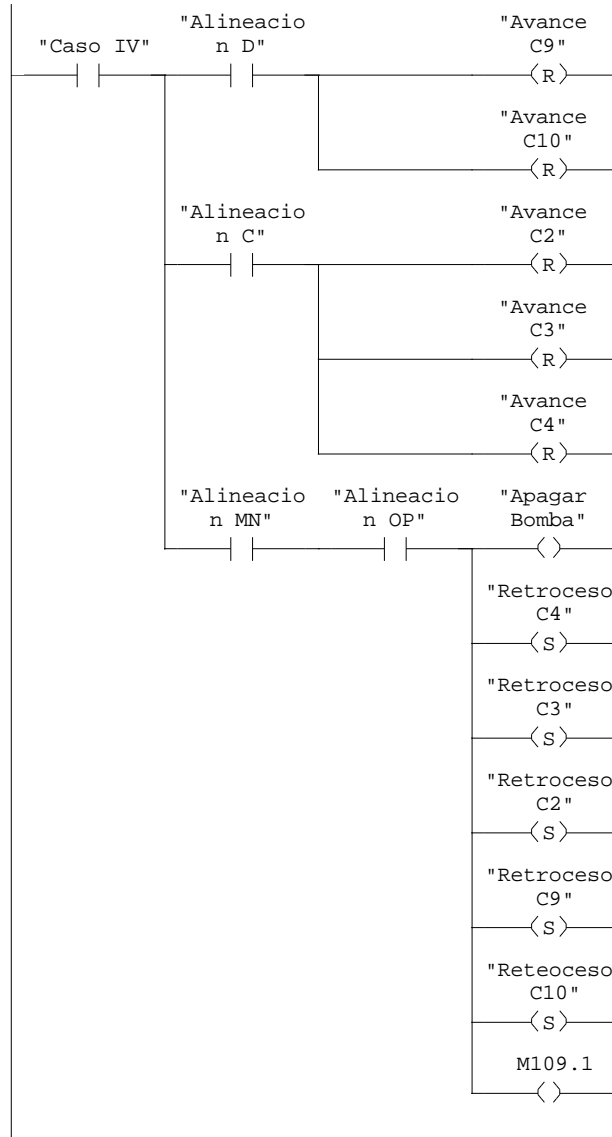 "Alineacio "Avance
"Caso IV" n D" C9"
(R)
"Avance
C10"
(R)
"Alineacio "Avance
n C" C2"
(R)
"Avance
C3"
(R)
"Avance
C4"
(R)
"Alineacio "Alineacio "Apagar
n MN" n OP" Bomba"
"Retroceso
C4"
(S)
"Retroceso
C3"
(S)
"Retroceso
C2"
(S)
"Retroceso
C9"
(S)
"Reteoceso
C10"
(S)
M109.1